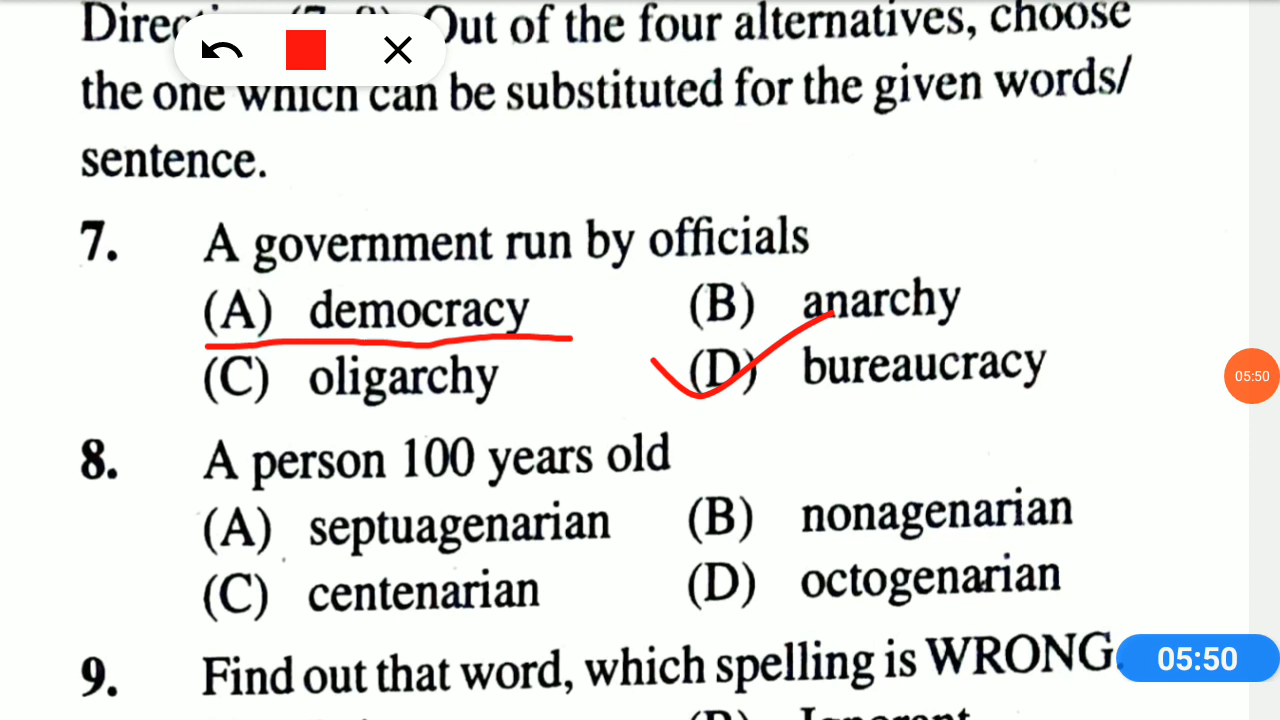 Out of the four alternatives, choose
the one which can be substituted for the given words/
sentence.
7. A government run by officials
(A) democracy (B) anarchy
(C) oligarchy (D) bureaucracy
05:50
8. A person 100 years old
(A) septuagenarian (B) nonagenarian
(C) centenarian (D) octogenarian
9. Find out that word, which spelling is WRONG.
05:50